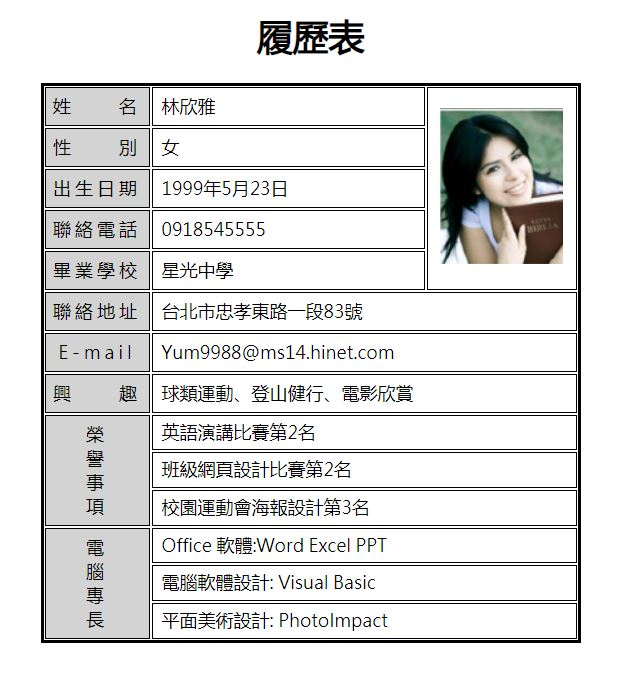 履歷表
姓名 林欣雅
性別 女
出生日期 1999年5月23日
聯絡電話 0918545555
畢業學校 星光中學
BIBLIA
聯絡地址 台北市忠孝東路一段83號
E-mail Yum9988@ms14.hinet.com
興趣 球類運動、登山健行、電影欣賞
榮譽事項 英語演講比賽第2名
班級網頁設計比賽第2名
校園運動會海報設計第3名
電腦專長 Office 軟體:Word Excel PPT
電腦軟體設計: Visual Basic
平面美術設計: PhotoImpact